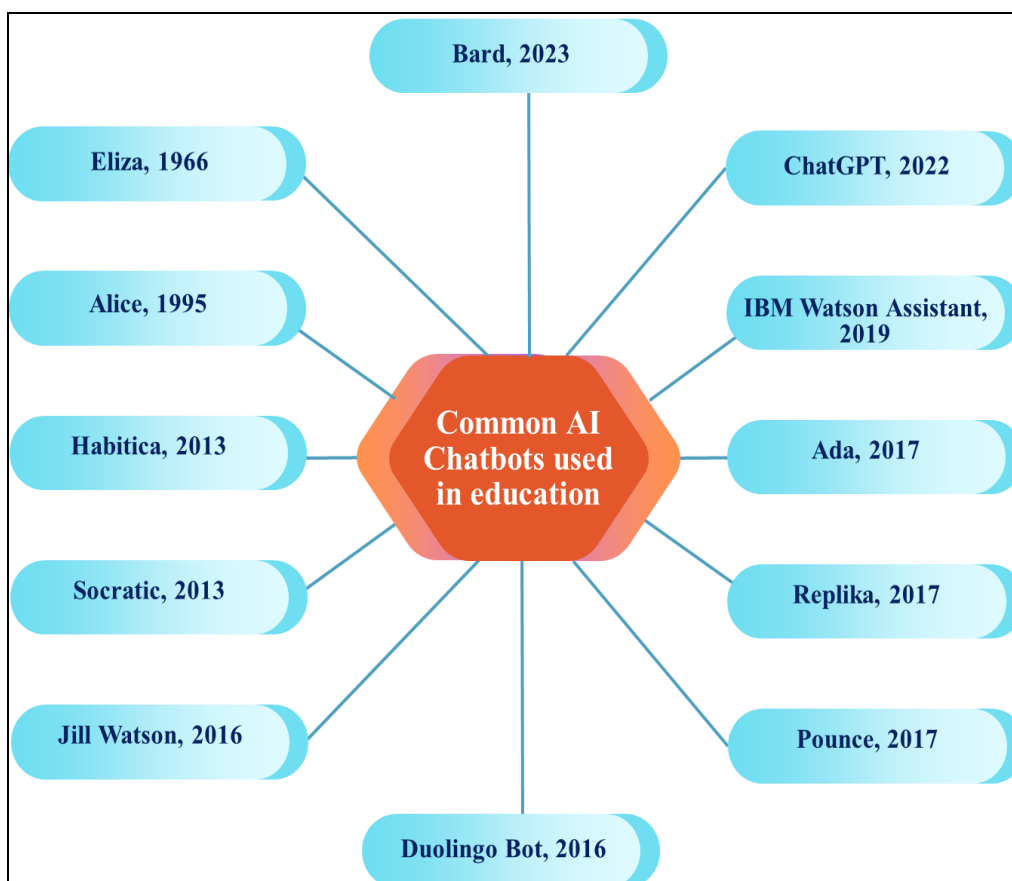 Bard, 2023
Eliza, 1966
ChatGPT, 2022
Alice, 1995
IBM Watson Assistant,
2019
Common AI
Chatbots used
in education
Habitica, 2013
Ada, 2017
Socratic, 2013
Replika, 2017
Jill Watson, 2016
Pounce, 2017
Duolingo Bot, 2016